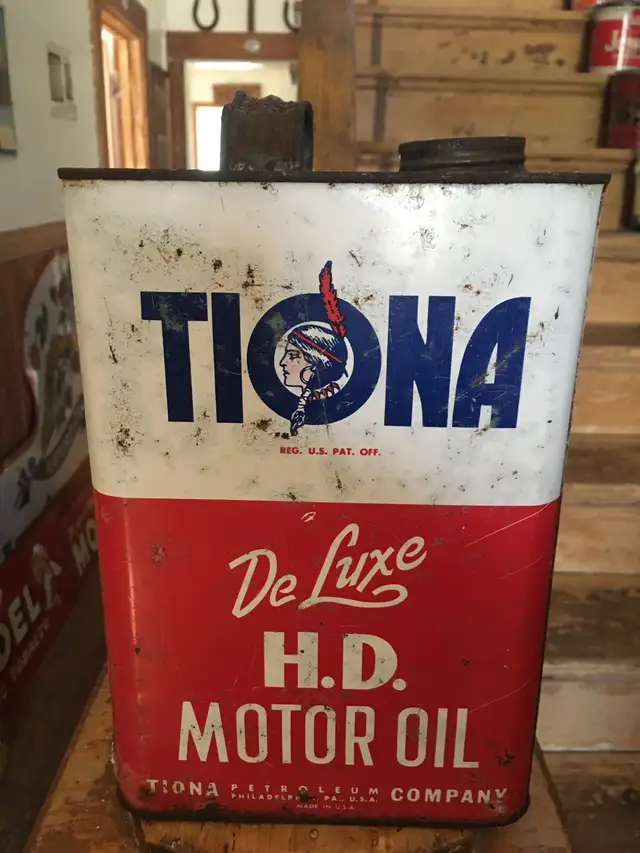 TIONA
REG. U.S. PAT. OFF.
De Luxe
H.D.
MOTOR OIL
TIONA PETROLEUM COMPANY
PHILADELPHIA, PA., U.S.A.
MADE IN U.S.A.